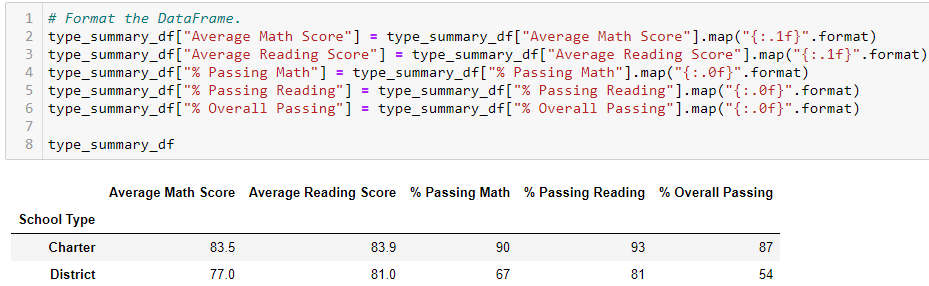 1 # Format the DataFrame.
2 type_summary_df["Average Math Score"] = type_summary_df["Average Math Score"].map("{:.1f}".format)
3 type_summary_df["Average Reading Score"] = type_summary_df["Average Reading Score"].map("{:.1f}".format)
4 type_summary_df["% Passing Math"] = type_summary_df["% Passing Math"].map("{:.0f}".format)
5 type_summary_df["% Passing Reading"] = type_summary_df["% Passing Reading"].map("{:.0f}".format)
6 type_summary_df["% Overall Passing"] = type_summary_df["% Overall Passing"].map("{:.0f}".format)
7
8 type_summary_df
Average Math Score Average Reading Score % Passing Math % Passing Reading % Overall Passing
School Type
Charter 83.5 83.9 90 93 87
District 77.0 81.0 67 81 54